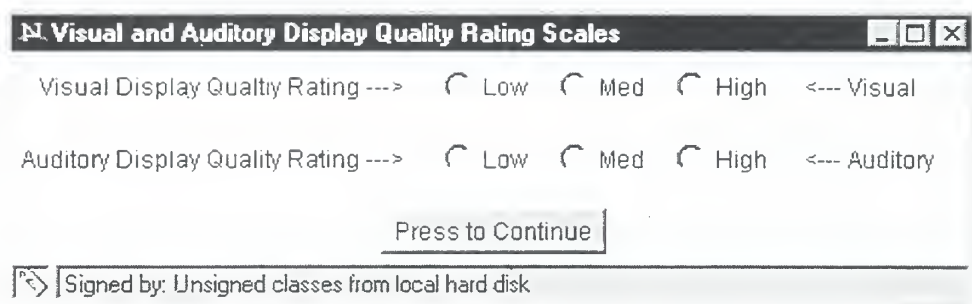 Visual and Auditory Display Quality Rating Scales
Visual Display Qualtiy Rating ---> Low Med High <--- Visual
Auditory Display Quality Rating ---> Low Med High <--- Auditory
Press to Continue
Signed by: Unsigned classes from local hard disk